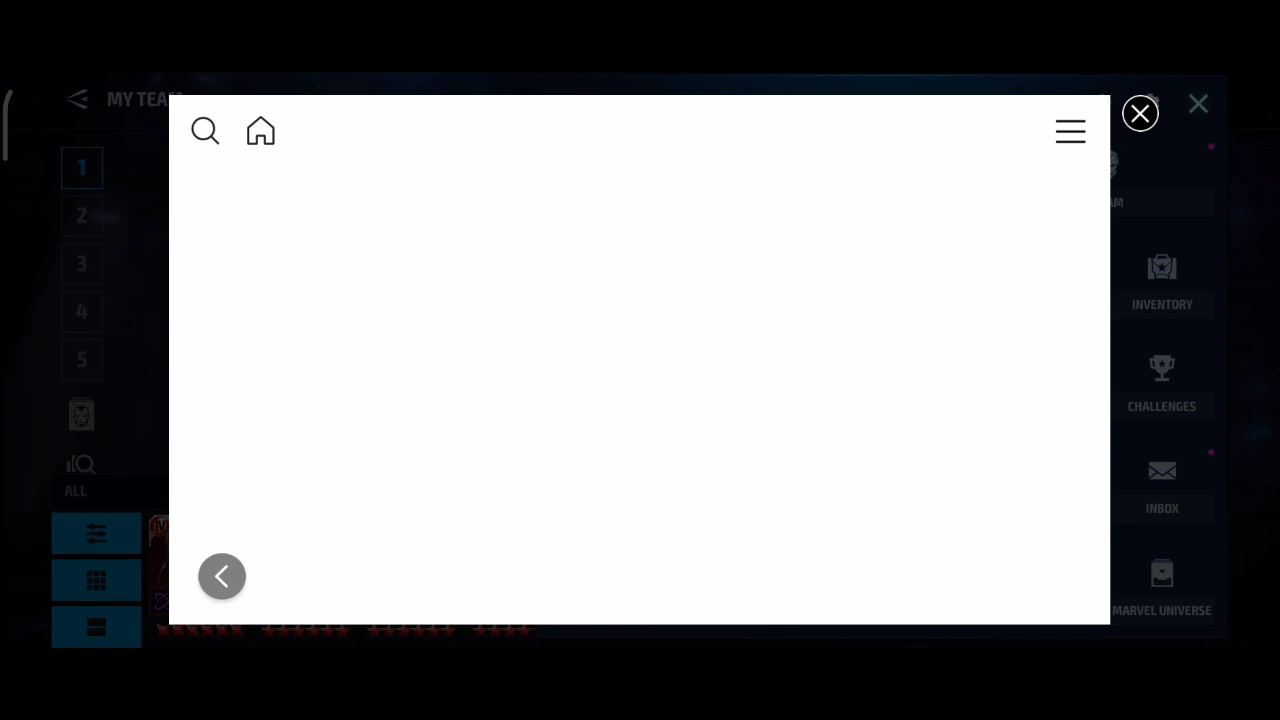 MY TEAM
1
2
3
4
5
ALL
INVENTORY
CHALLENGES
INBOX
MARVEL UNIVERSE